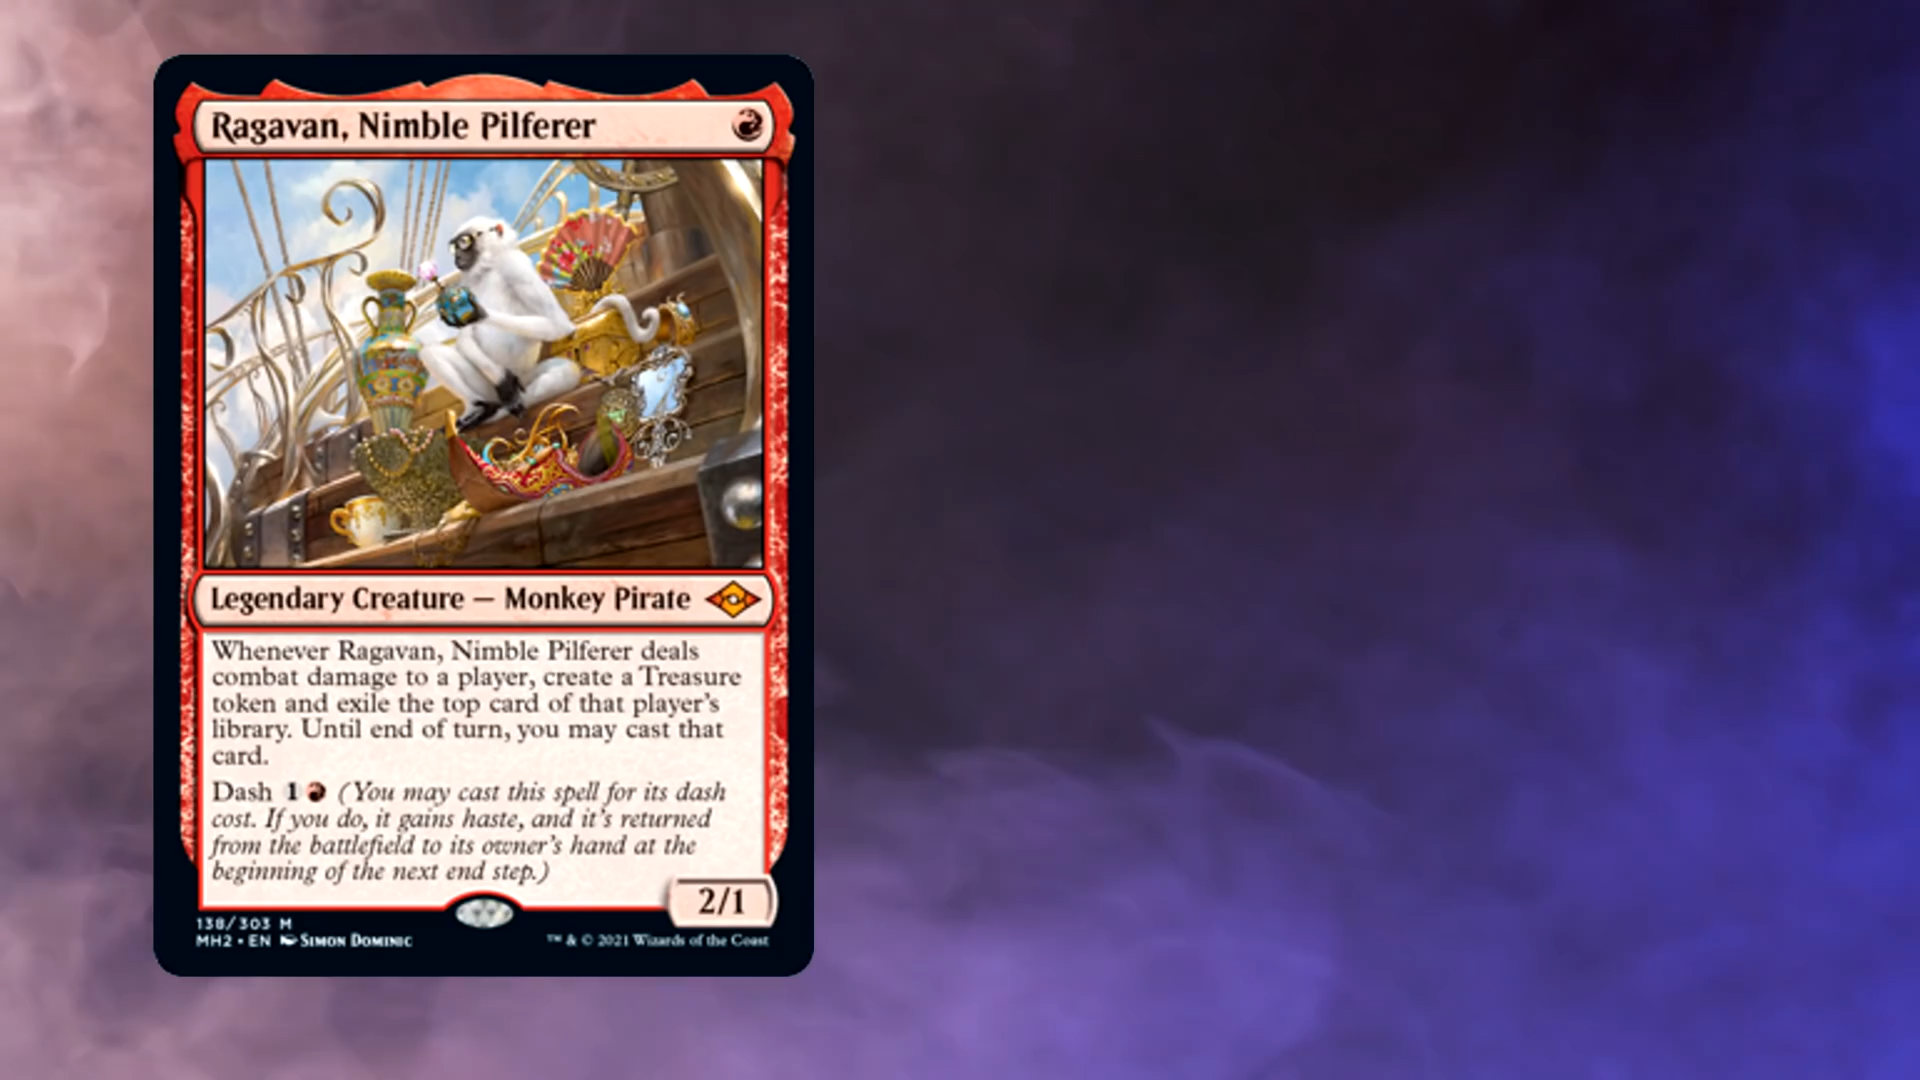 Ragavan, Nimble Pilferer
Legendary Creature — Monkey Pirate
Whenever Ragavan, Nimble Pilferer deals
combat damage to a player, create a Treasure
token and exile the top card of that player's
library. Until end of turn, you may cast that
card.
Dash 1 (You may cast this spell for its dash
cost. If you do, it gains haste, and it's returned
from the battlefield to its owner's hand at the
beginning of the next end step.)
2/1
138/303 M
MH2 • EN Simon Dominic
™ & © 2021 Wizards of the Coast